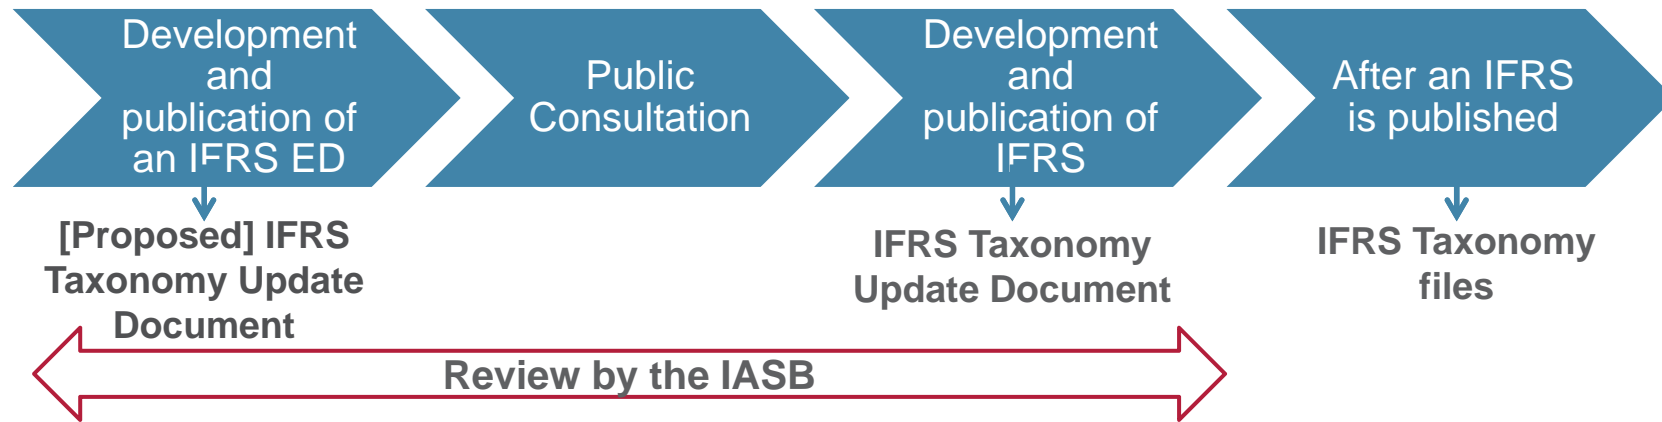 Development
and
publication of
an IFRS ED
Public
Consultation
Development
and
publication of
IFRS
After an IFRS
is published
[Proposed] IFRS
Taxonomy Update
Document
IFRS Taxonomy
Update Document
IFRS Taxonomy
files
Review by the IASB